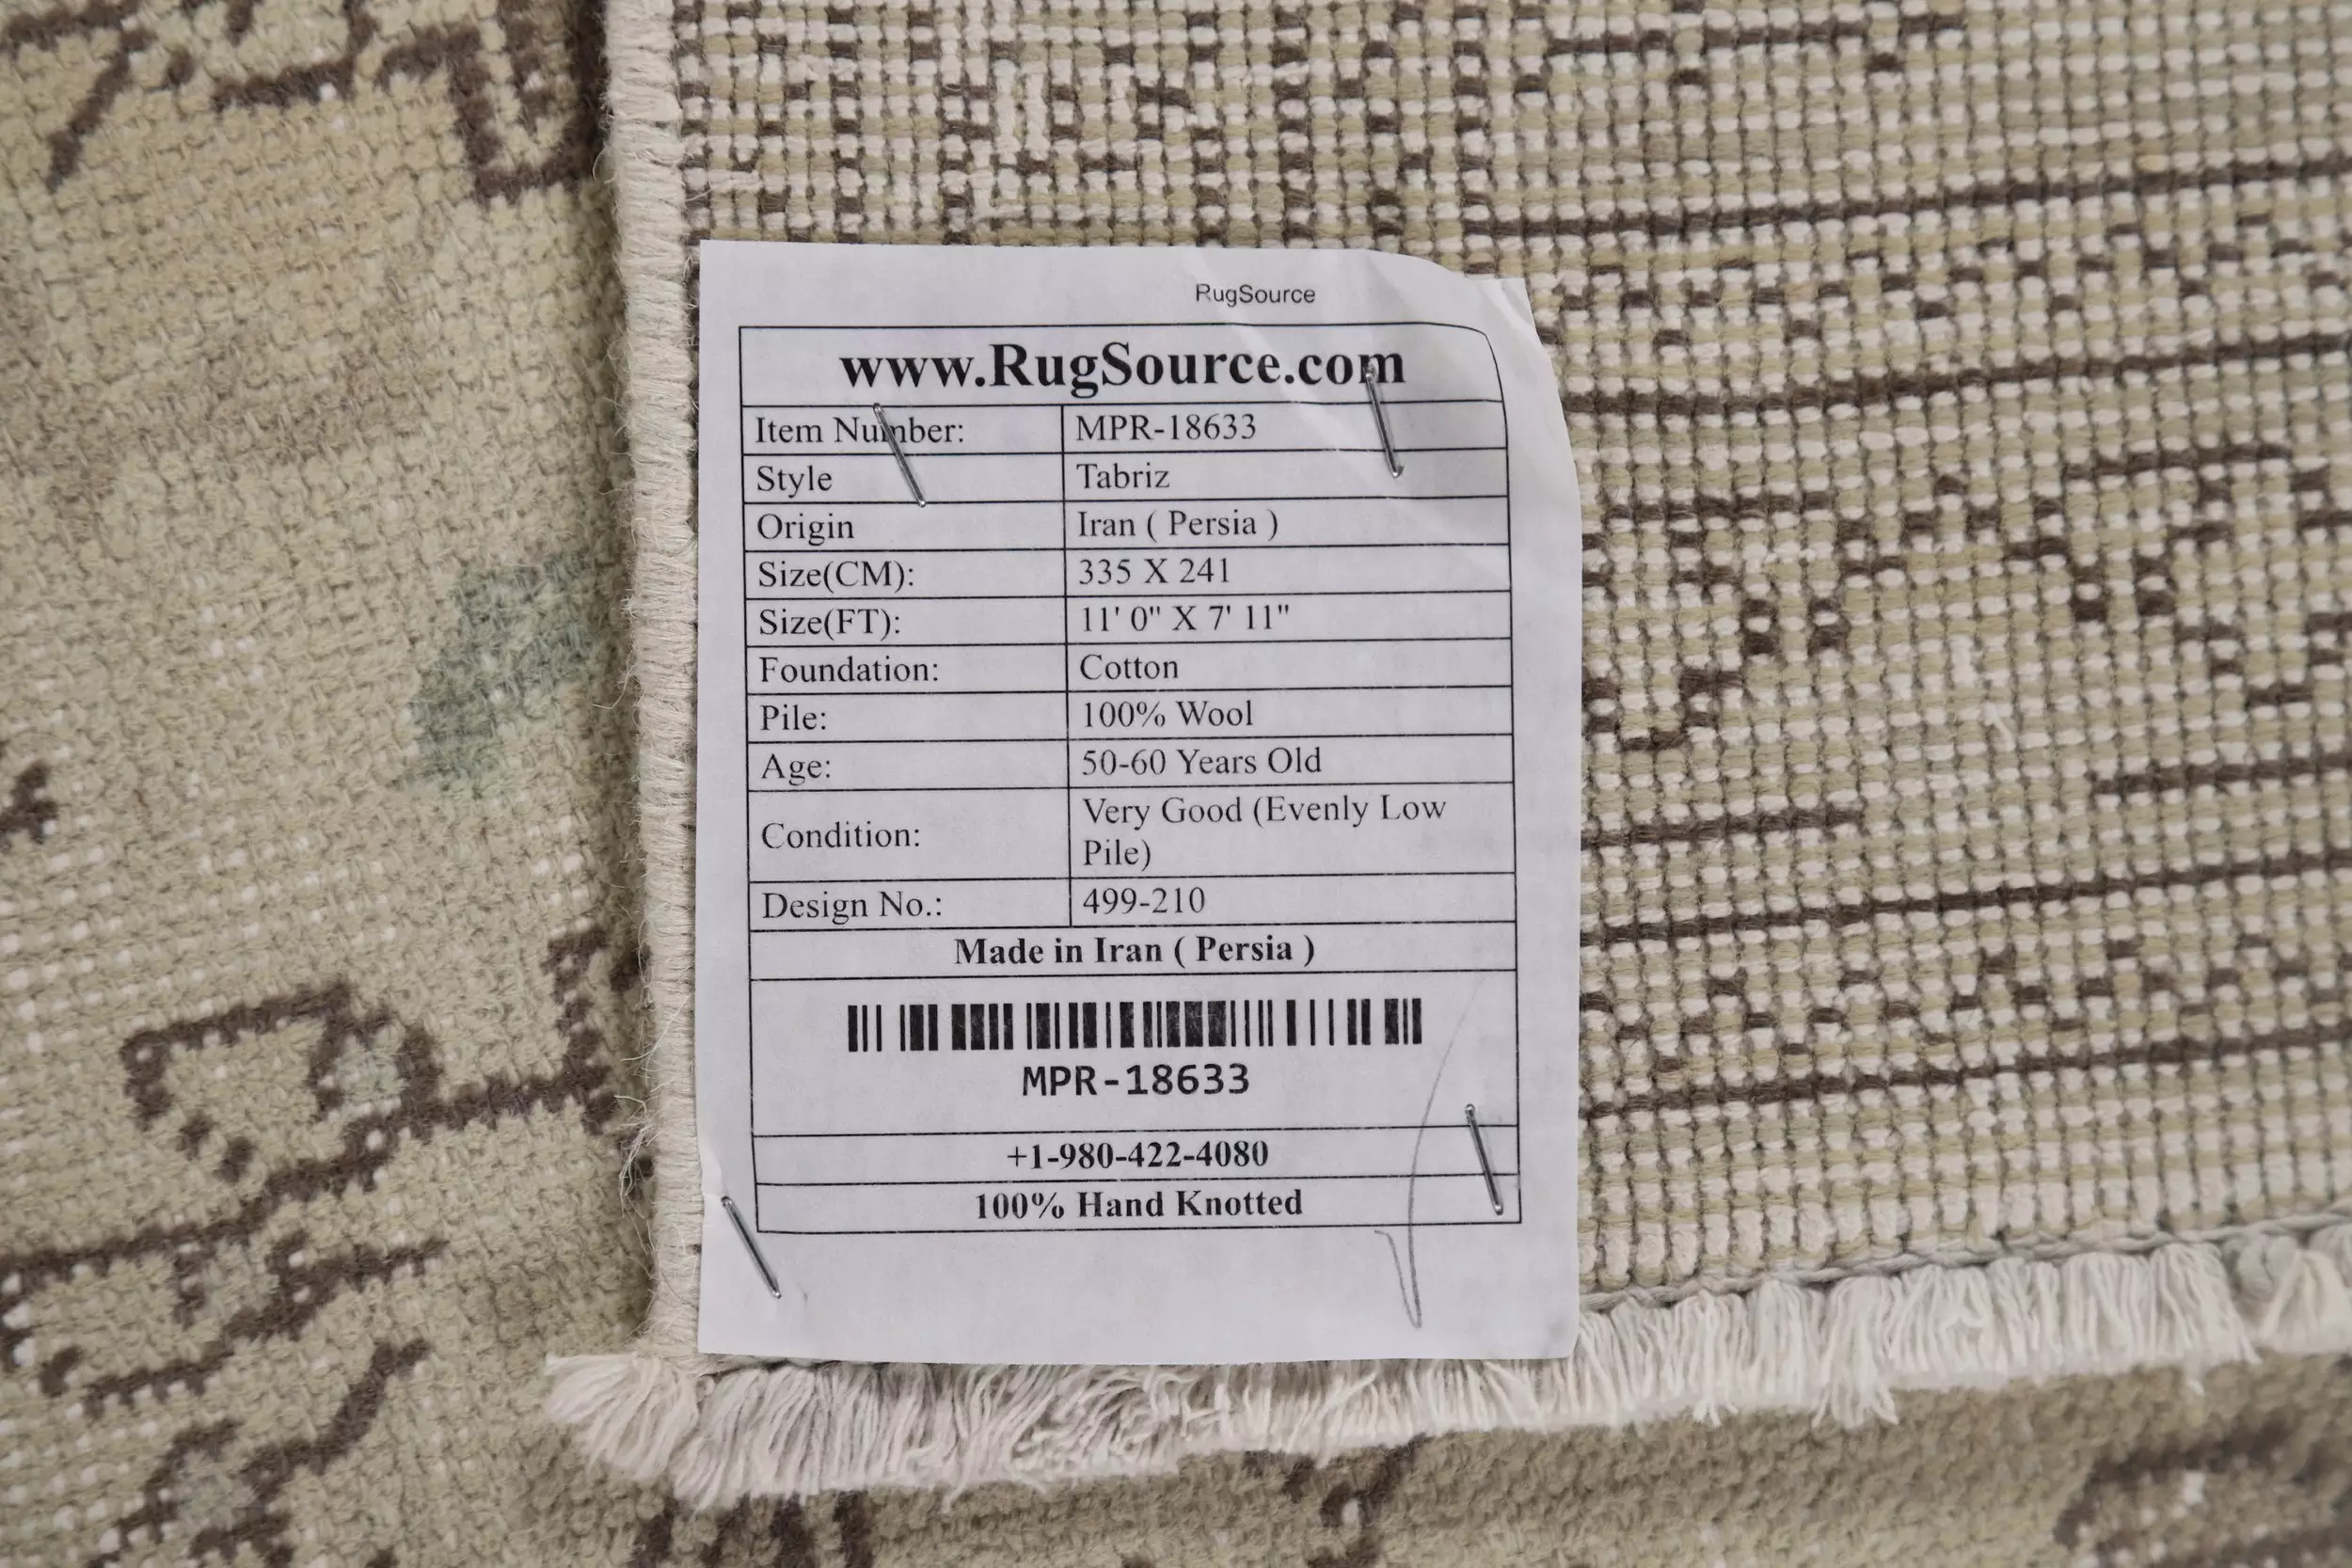 RugSource
www.RugSource.com
Item Number: MPR-18633
Style Tabriz
Origin Iran ( Persia )
Size(CM): 335 X 241
Size(FT): 11' 0" X 7' 11"
Foundation: Cotton
Pile: 100% Wool
Age: 50-60 Years Old
Condition: Very Good (Evenly Low
Pile)
Design No.: 499-210
Made in Iran ( Persia )
MPR-18633
+1-980-422-4080
100% Hand Knotted